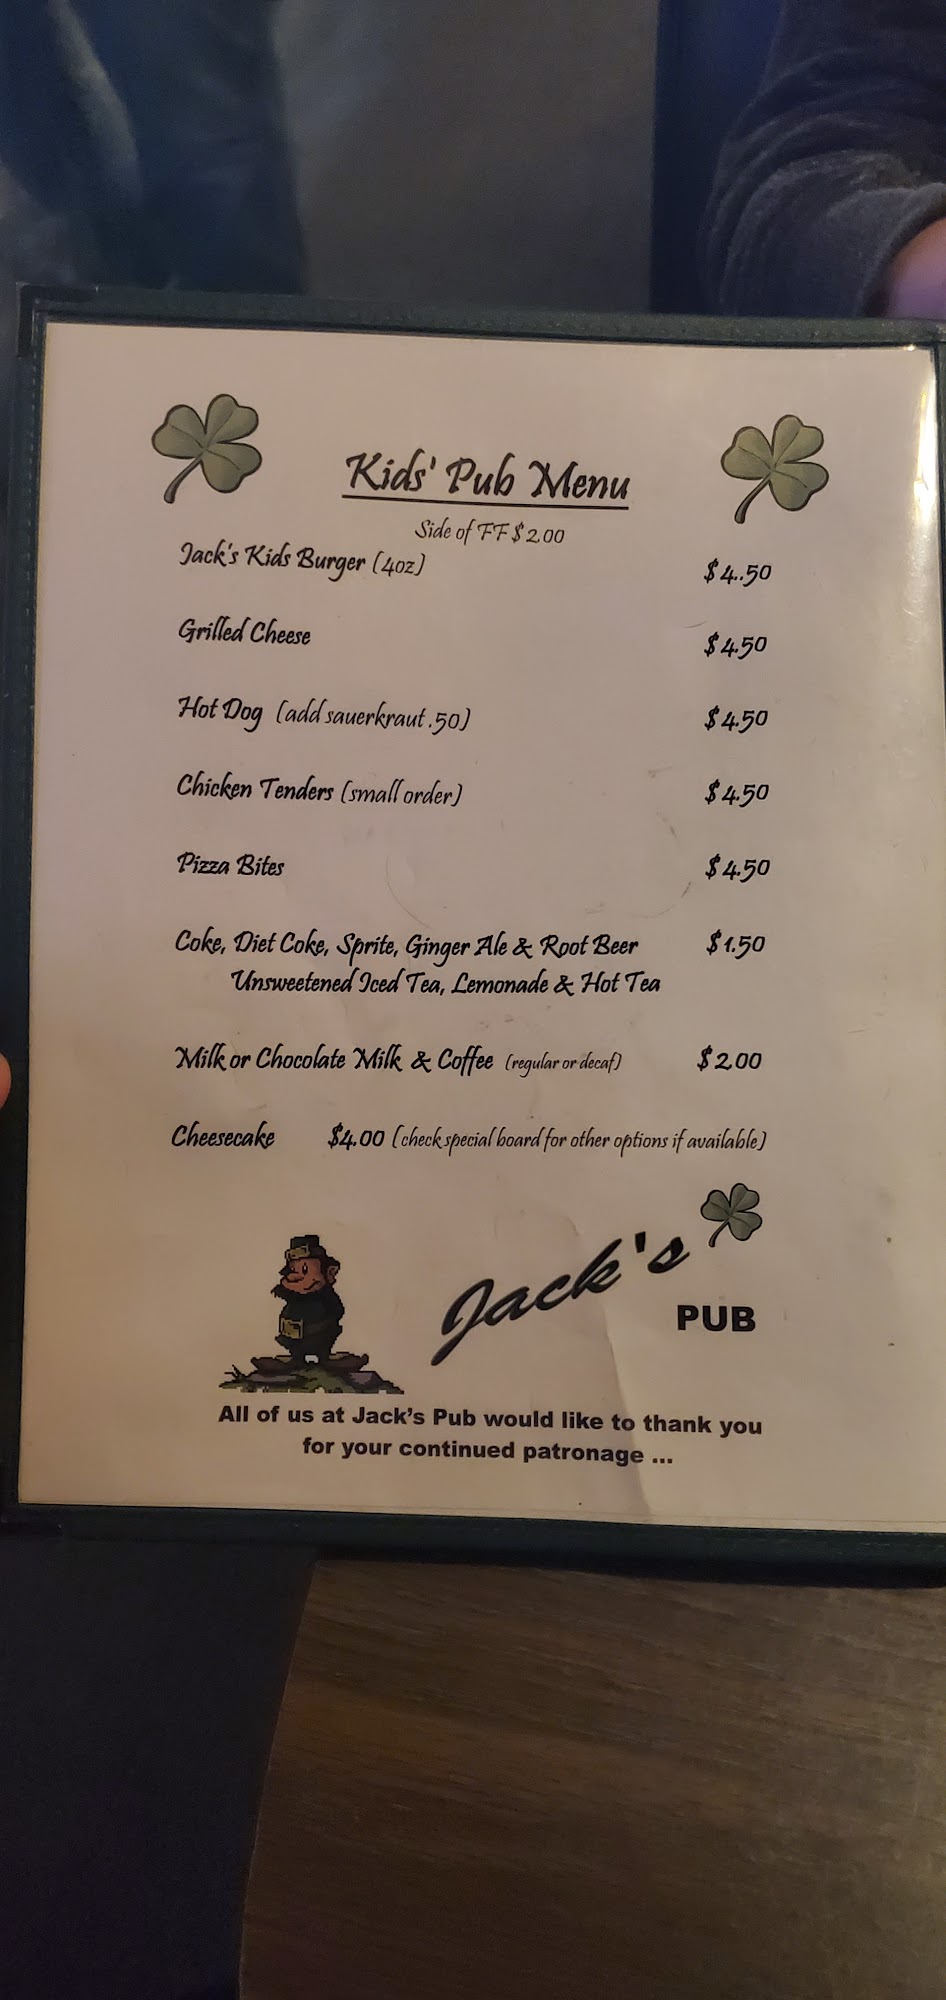 Kids' Pub Menu
Side of FF $2.00
Jack's Kids Burger (4oz) $4..50
Grilled Cheese $4.50
Hot Dog (add sauerkraut .50) $4.50
Chicken Tenders (small order) $4.50
Pizza Bites $4.50
Coke, Diet Coke, Sprite, Ginger Ale & Root Beer $1.50
Unsweetened Iced Tea, Lemonade & Hot Tea
Milk or Chocolate Milk & Coffee (regular or decaf) $2.00
Cheesecake $4.00 (check special board for other options if available)
Jack's
PUB
All of us at Jack's Pub would like to thank you
for your continued patronage ...